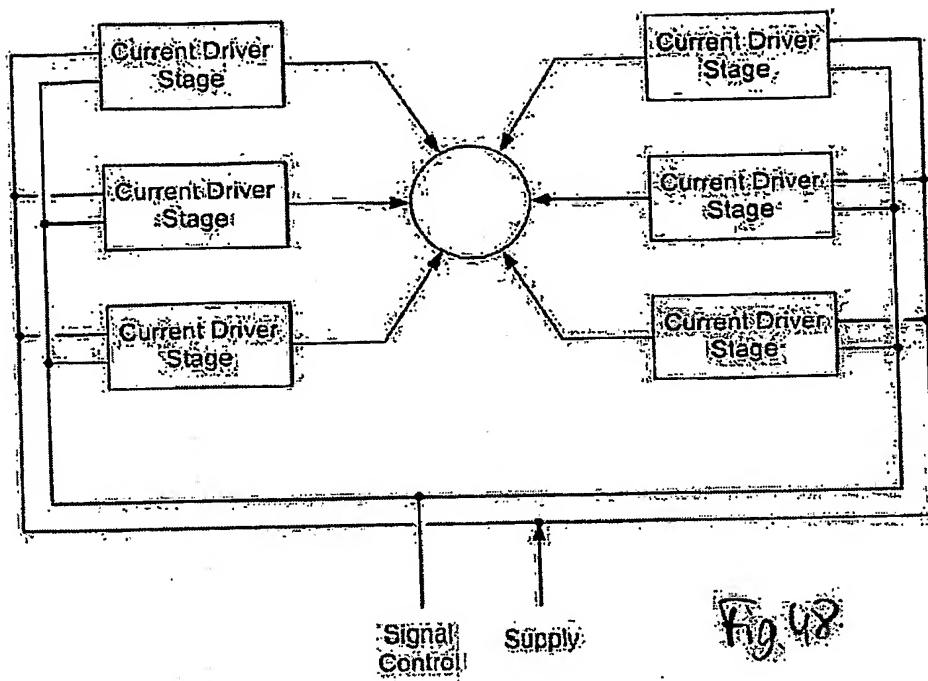 Current Driver
Stage
Current Driver
Stage
Current Driver
Stage
Current Driver
Stage
Current Driver
Stage
Current Driver
Stage
Signal
Control
Supply
Fig 48